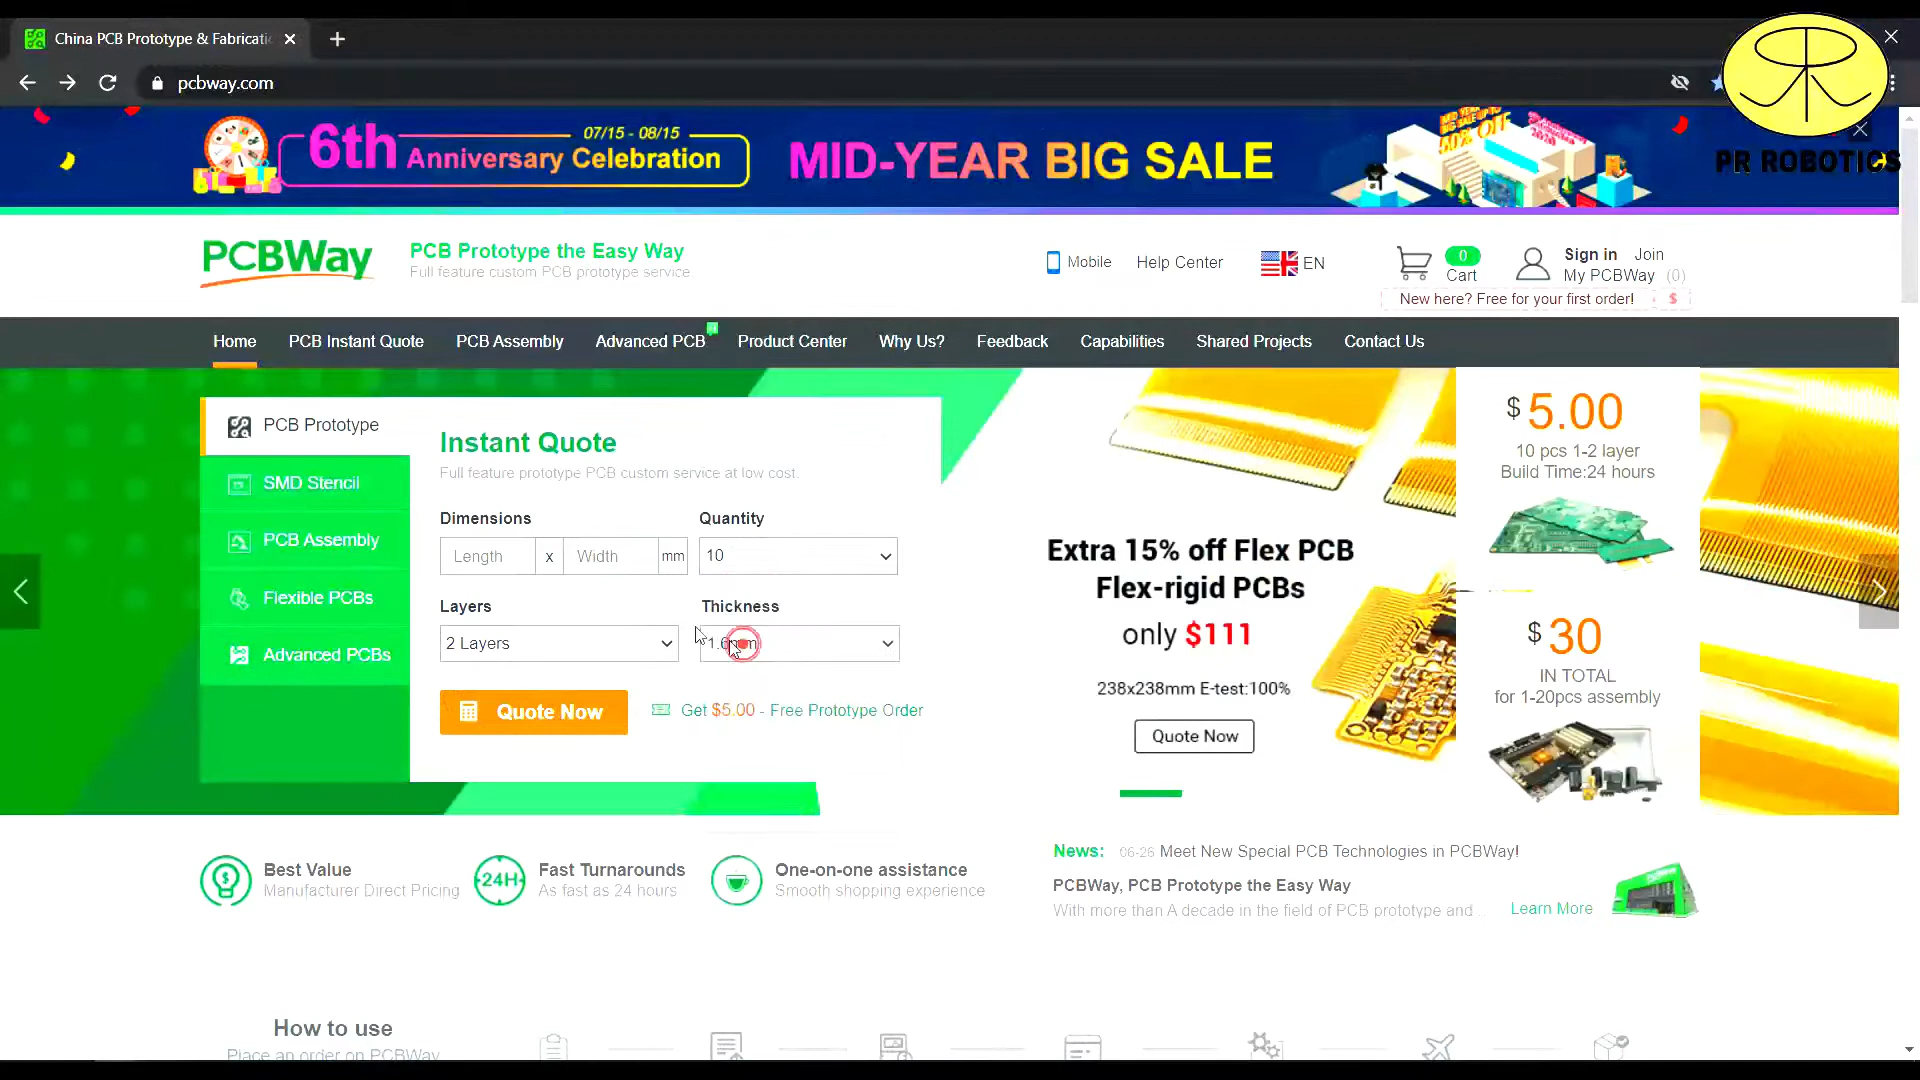 China PCB Prototype & Fabricati
pcbway.com
PR ROBOTICS
6th Anniversary Celebration
07/15 - 08/15
MID-YEAR BIG SALE
PCBWay
PCB Prototype the Easy Way
Full feature custom PCB prototype service
Mobile
Help Center
EN
0
Cart
Sign in Join
My PCBWay (0)
New here? Free for your first order! $
Home
PCB Instant Quote
PCB Assembly
Advanced PCB
Product Center
Why Us?
Feedback
Capabilities
Shared Projects
Contact Us
PCB Prototype
SMD Stencil
PCB Assembly
Flexible PCBs
Advanced PCBs
Instant Quote
Full feature prototype PCB custom service at low cost.
Dimensions
Quantity
Length x Width mm
10
Layers
Thickness
2 Layers
1.6mm
Quote Now
Get $5.00 - Free Prototype Order
Extra 15% off Flex PCB
Flex-rigid PCBs
only $111
238x238mm E-test:100%
Quote Now
$ 5.00
10 pcs 1-2 layer
Build Time:24 hours
$ 30
IN TOTAL
for 1-20pcs assembly
Best Value
Manufacturer Direct Pricing
24H
Fast Turnarounds
As fast as 24 hours
One-on-one assistance
Smooth shopping experience
News: 06-26 Meet New Special PCB Technologies in PCBWay!
PCBWay, PCB Prototype the Easy Way
With more than A decade in the field of PCB prototype and ..
Learn More
How to use
Place an order on PCBWay